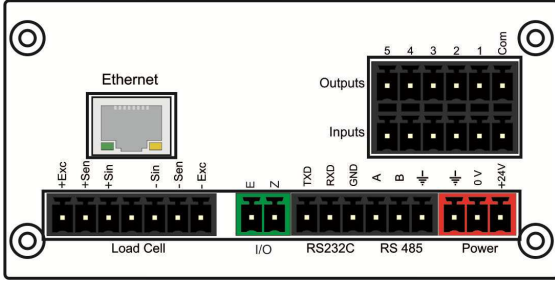 5 4 3 2 1 Com
Ethernet
Outputs
Inputs
+Exc +Sen +Sin -Sin -Sen -Exc E Z TXD RXD GND A B 0 V +24V
Load Cell I/O RS232C RS 485 Power